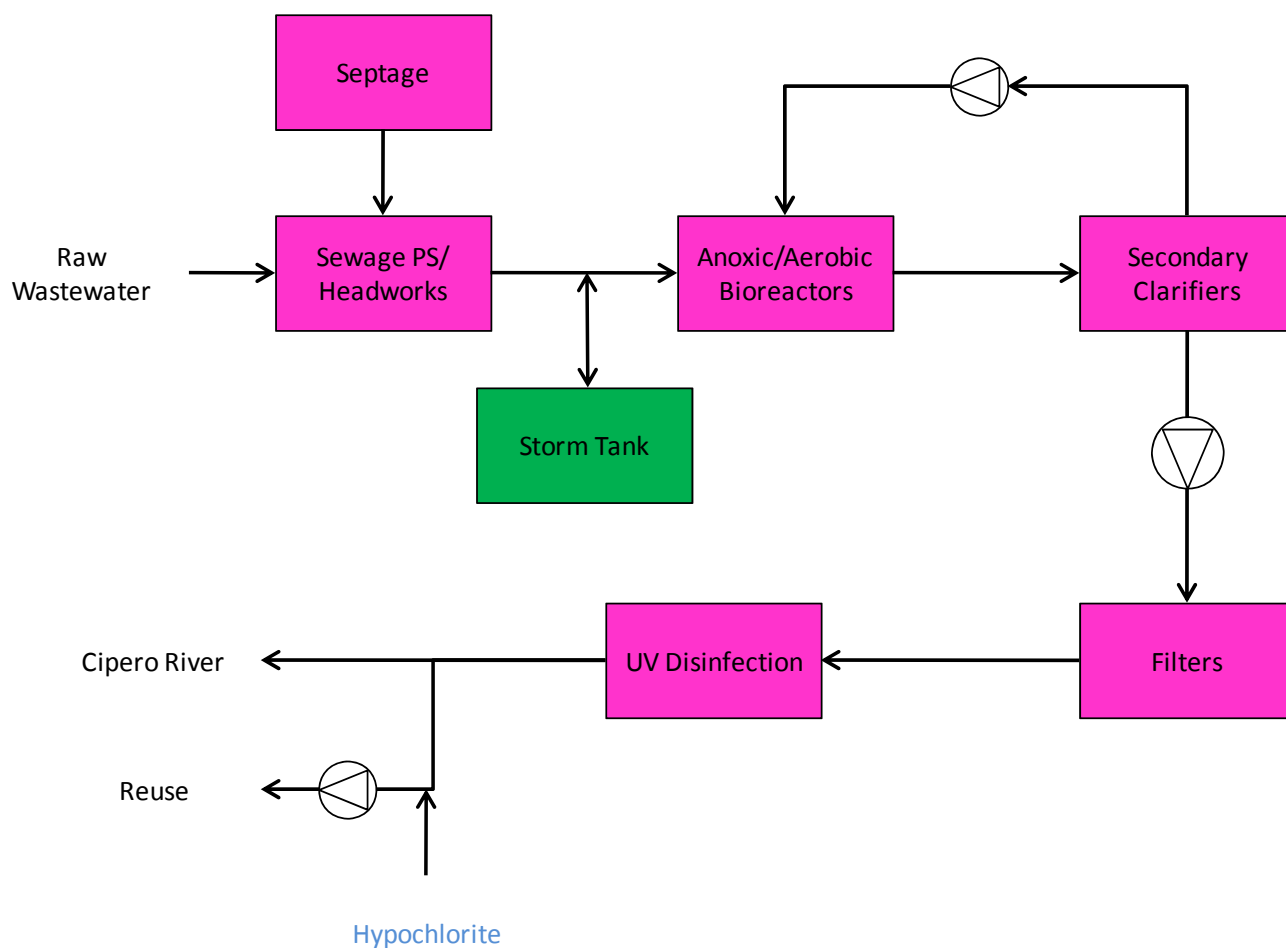 Septage
Raw
Wastewater
Sewage PS/
Headworks
Anoxic/Aerobic
Bioreactors
Secondary
Clarifiers
Storm Tank
Cipero River
UV Disinfection
Filters
Reuse
Hypochlorite